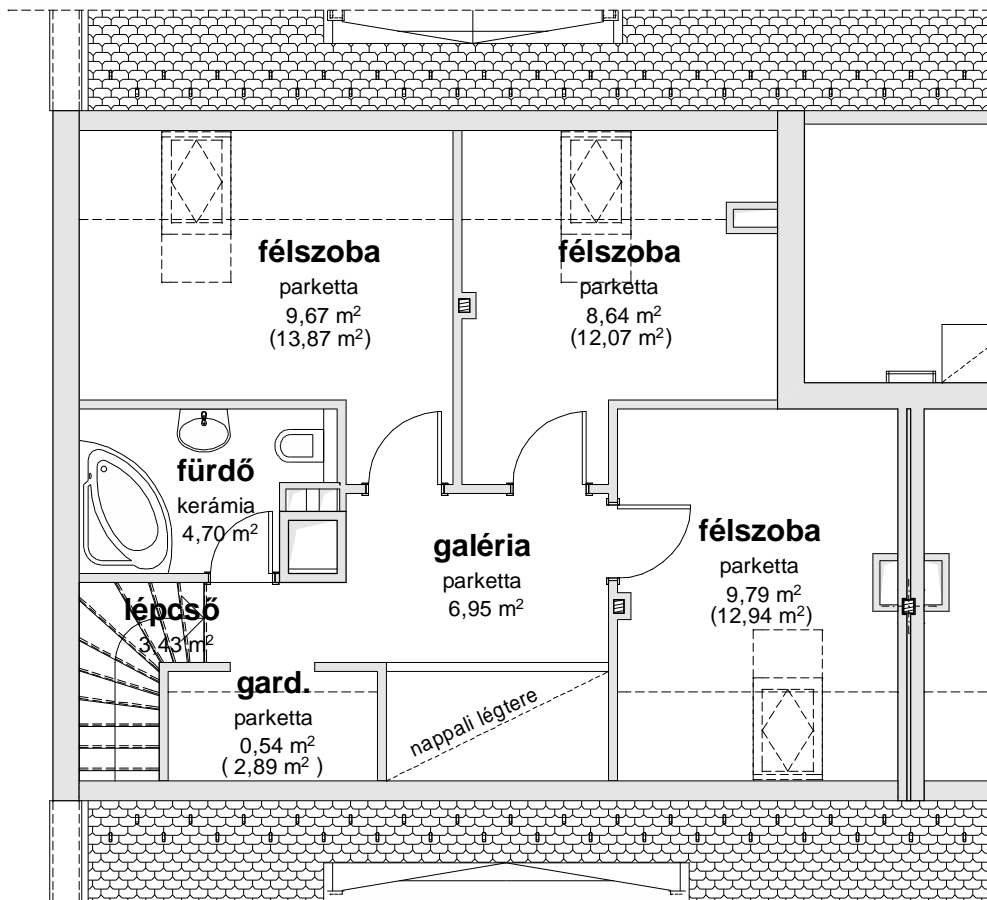 félszoba
parketta
9,67 m²
(13,87 m²)
félszoba
parketta
8,64 m²
(12,07 m²)
fürdő
kerámia
4,70 m²
galéria
parketta
6,95 m²
félszoba
parketta
9,79 m²
(12,94 m²)
lépcső
3,43 m²
gard.
parketta
0,54 m²
( 2,89 m² )
nappali légtere